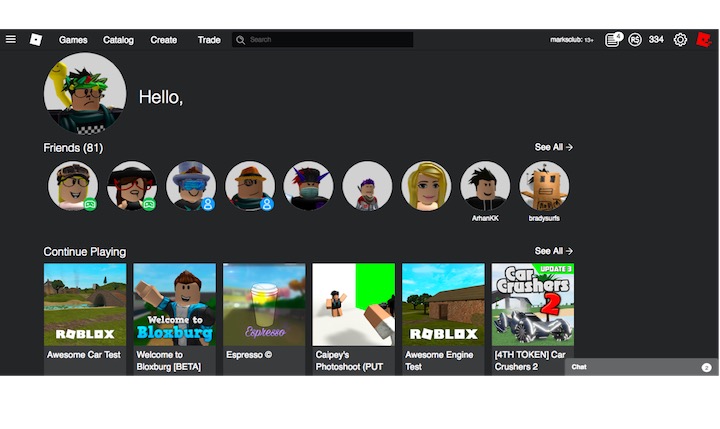 Games Catalog Create Trade Search marksclub: 13+ 4 R$ 334
Hello,
Friends (81) See All →
ArhanKK bradysurfs
Continue Playing See All →
ROBLOX
Welcome to
Bloxburg
Espresso
UPDATE 3
Car
Crushers
2
ROBLOX
Awesome Car Test
Welcome to
Bloxburg [BETA]
Espresso ©
Caipey's
Photoshoot (PUT
Awesome Engine
Test
[4TH TOKEN] Car
Crushers 2
Chat 2